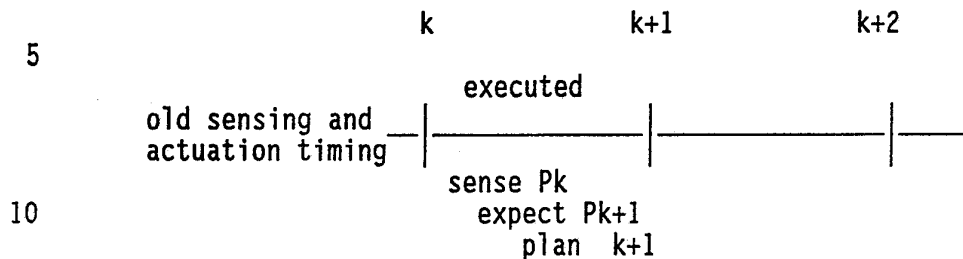 k k+1 k+2
5
executed
old sensing and
actuation timing
sense Pk
10 expect Pk+1
plan k+1